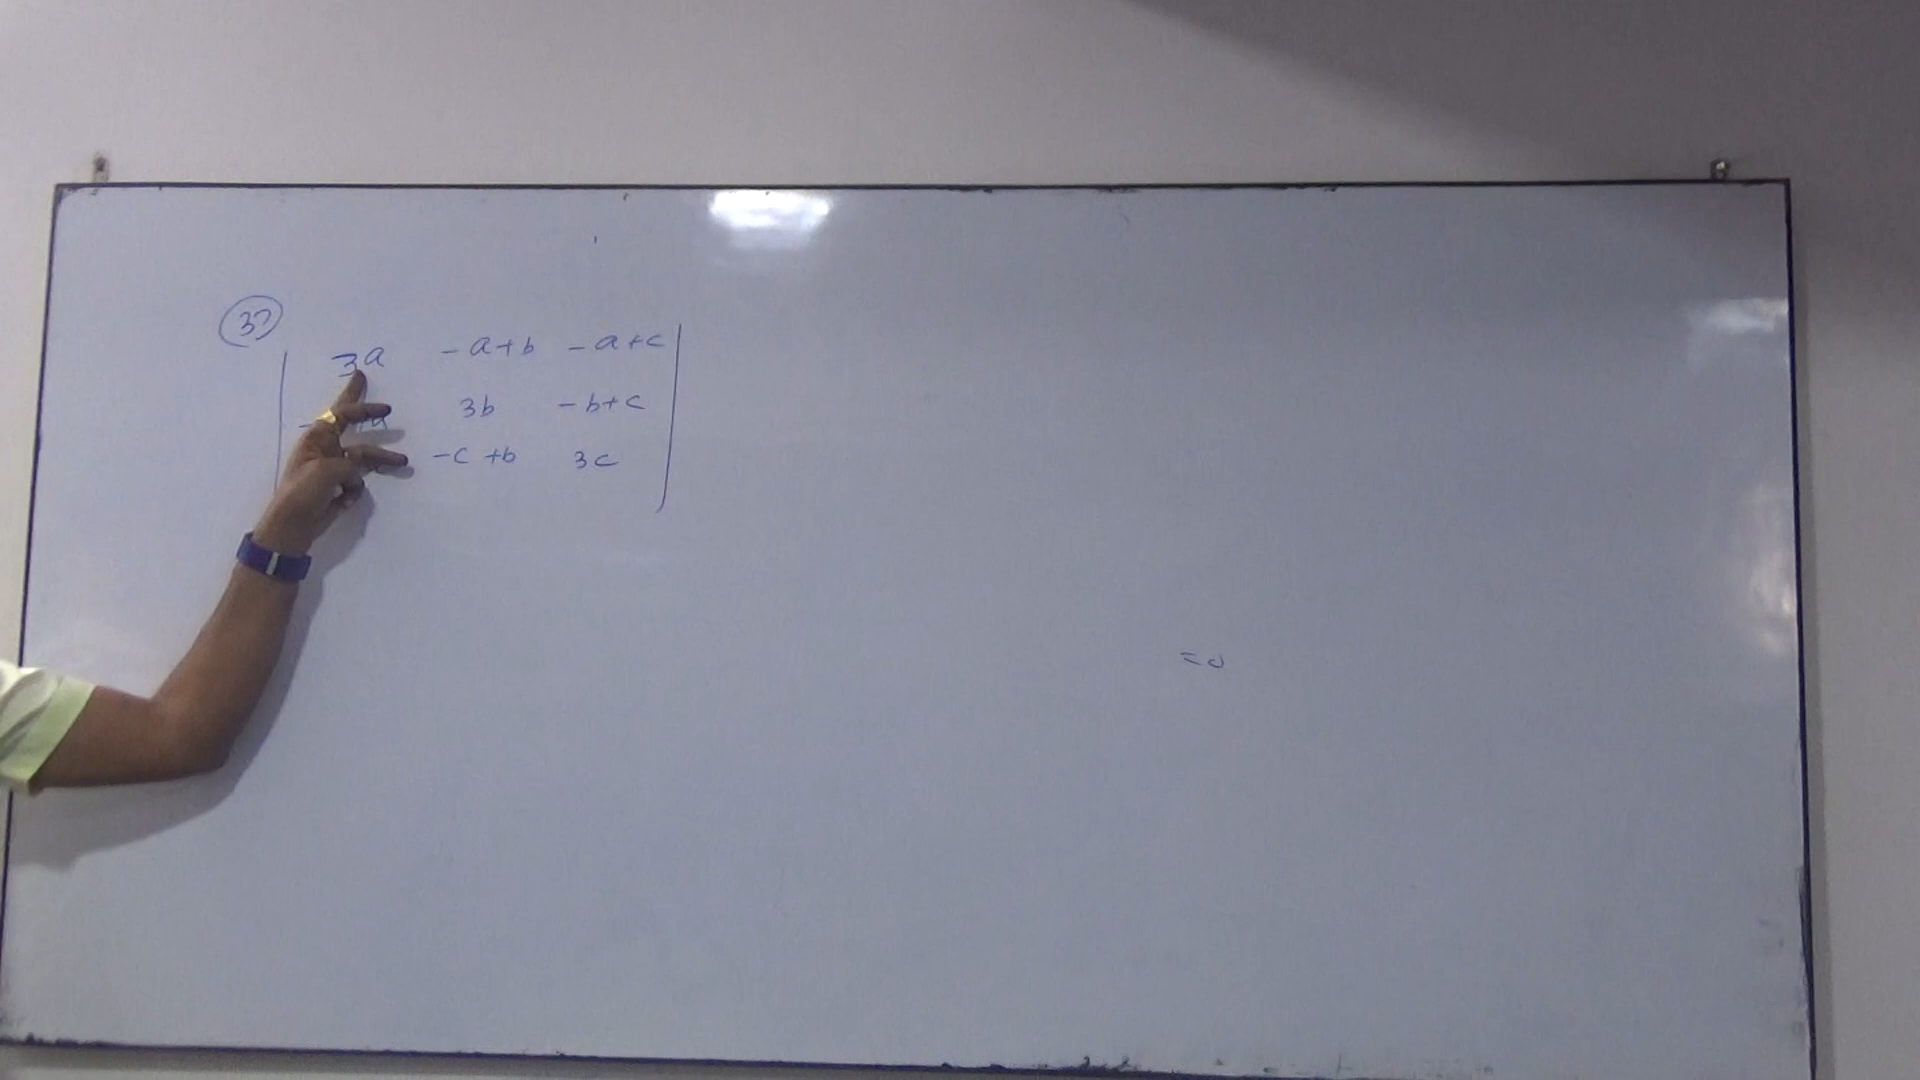 37
3a -a+b -a+c
3b -b+c
-c +b 3c
=0